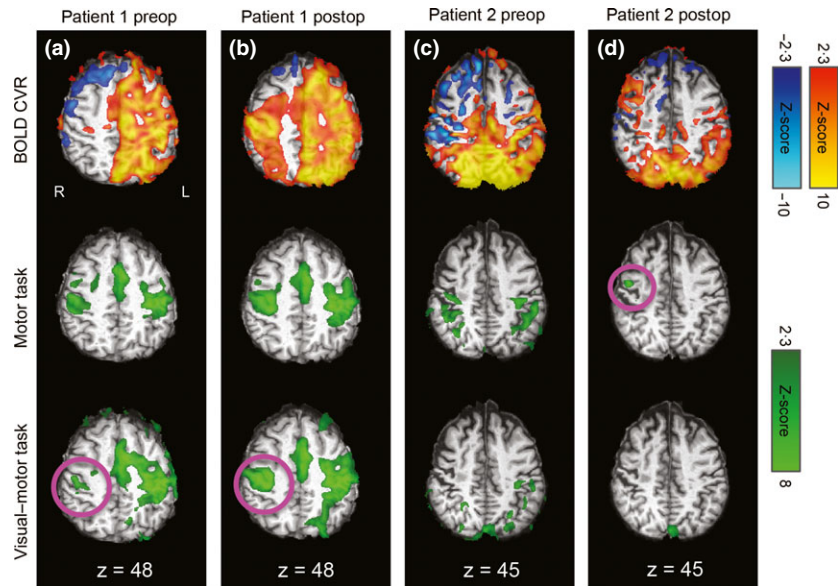 Patient 1 preop
Patient 1 postop
Patient 2 preop
Patient 2 postop
(a)
(b)
(c)
(d)
BOLD CVR
R
L
−2·3
Z-score
−10
2·3
Z-score
10
Motor task
2·3
Z-score
8
Visual–motor task
z = 48
z = 48
z = 45
z = 45